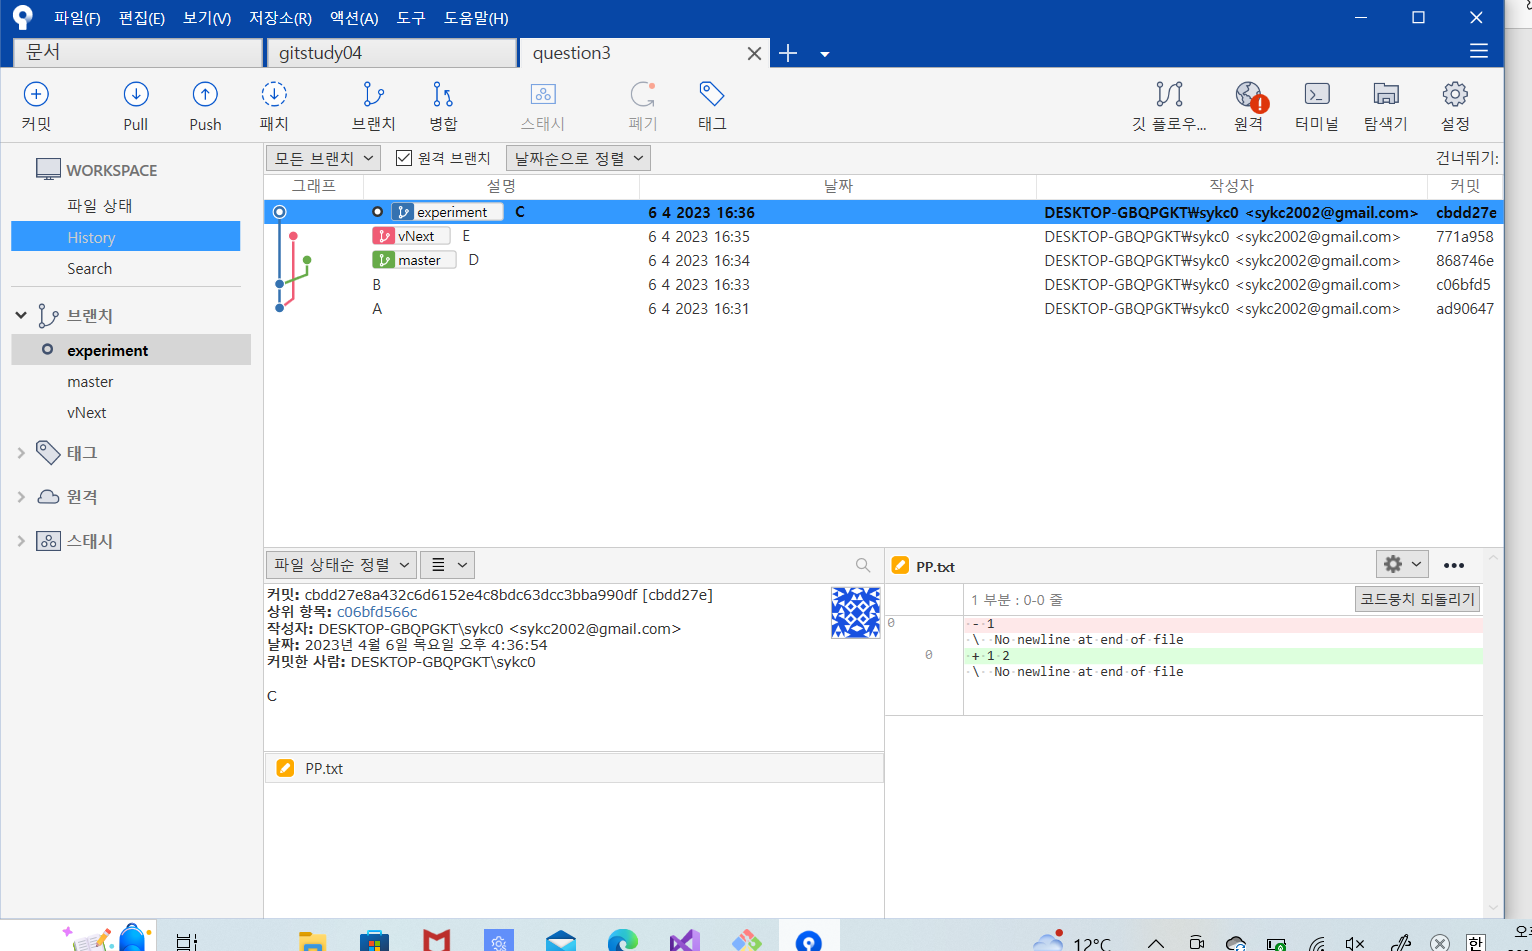 파일(F) 편집(E) 보기(V) 저장소(R) 액션(A) 도구 도움말(H)
문서 gitstudy04 question3
커밋 Pull Push 패치 브랜치 병합 스태시 폐기 태그 깃 플로우... 원격 터미널 탐색기 설정
WORKSPACE
파일 상태
History
Search
브랜치
experiment
master
vNext
태그
원격
스태시
모든 브랜치 원격 브랜치 날짜순으로 정렬 건너뛰기:
그래프 설명 날짜 작성자 커밋
experiment C 6 4 2023 16:36 DESKTOP-GBQPGKT₩sykc0 <sykc2002@gmail.com> cbdd27e
vNext E 6 4 2023 16:35 DESKTOP-GBQPGKT₩sykc0 <sykc2002@gmail.com> 771a958
master D 6 4 2023 16:34 DESKTOP-GBQPGKT₩sykc0 <sykc2002@gmail.com> 868746e
B 6 4 2023 16:33 DESKTOP-GBQPGKT₩sykc0 <sykc2002@gmail.com> c06bfd5
A 6 4 2023 16:31 DESKTOP-GBQPGKT₩sykc0 <sykc2002@gmail.com> ad90647
파일 상태순 정렬
커밋: cbdd27e8a432c6d6152e4c8bdc63dcc3bba990df [cbdd27e]
상위 항목: c06bfd566c
작성자: DESKTOP-GBQPGKT\sykc0 <sykc2002@gmail.com>
날짜: 2023년 4월 6일 목요일 오후 4:36:54
커밋한 사람: DESKTOP-GBQPGKT\sykc0
C
PP.txt
PP.txt
1 부분 : 0-0 줄 코드뭉치 되돌리기
0 - 1
\ No newline at end of file
0 + 1 2
\ No newline at end of file
12°C 한